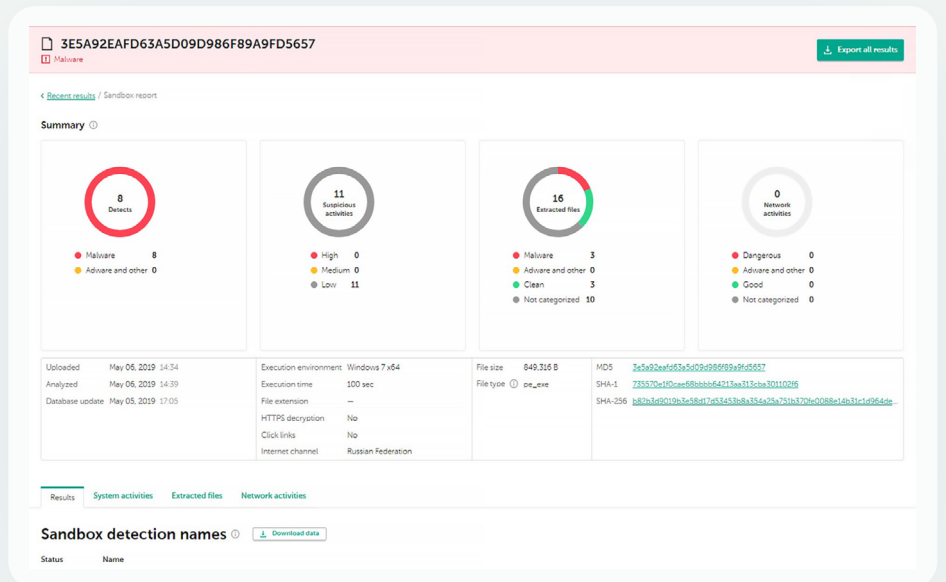 3E5A92EAFD63A5D09D986F89A9FD5657
Malware
Export all results
Recent results / Sandbox report
Summary
8
Detects
Malware 8
Adware and other 0
11
Suspicious
activities
High 0
Medium 0
Low 11
16
Extracted files
Malware 3
Adware and other 0
Clean 3
Not categorized 10
0
Network
activities
Dangerous 0
Adware and other 0
Good 0
Not categorized 0
Uploaded May 06, 2019 14:34
Analyzed May 06, 2019 14:39
Database update May 05, 2019 17:05
Execution environment Windows 7 x64
Execution time 100 sec
File extension —
HTTPS decryption No
Click links No
Internet channel Russian Federation
File size 849,316 B
File type pe_exe
MD5 3e5a92eafd63a5d09d986f89a9fd5657
SHA-1 735570e1f0cae68bbbb64213aa313cba301102f6
SHA-256 b82b3d9019b3e58d17d53453b8a354a25a751b370fe0088e14b31c1d964de...
Results
System activities
Extracted files
Network activities
Sandbox detection names
Download data
Status Name